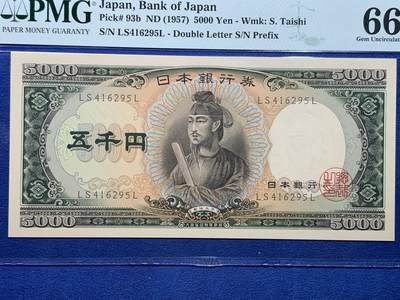 PMG
PAPER MONEY GUARANTY
Japan, Bank of Japan
Pick# 93b ND (1957) 5000 Yen - Wmk: S. Taishi
S/N LS416295L - Double Letter S/N Prefix
66
Gem Uncirculat
5000
5000
日本銀行券
LS416295L
五千円
日本銀行
LS416295L
5000
5000